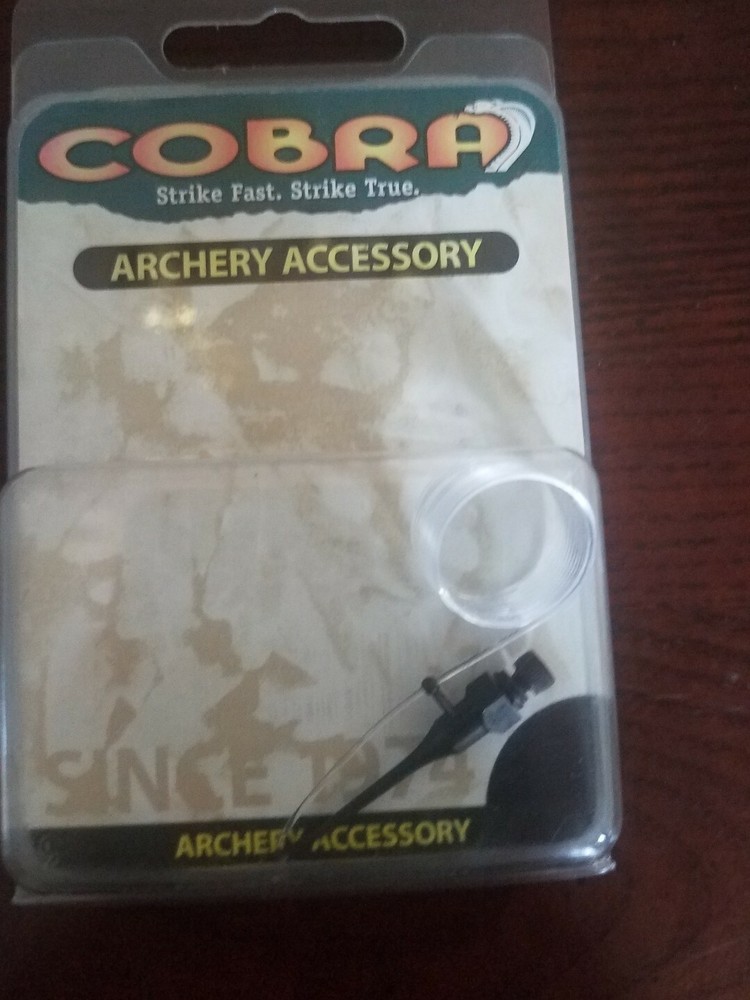 COBRA
Strike Fast. Strike True.
ARCHERY ACCESSORY
SINCE 1974
ARCHERY ACCESSORY